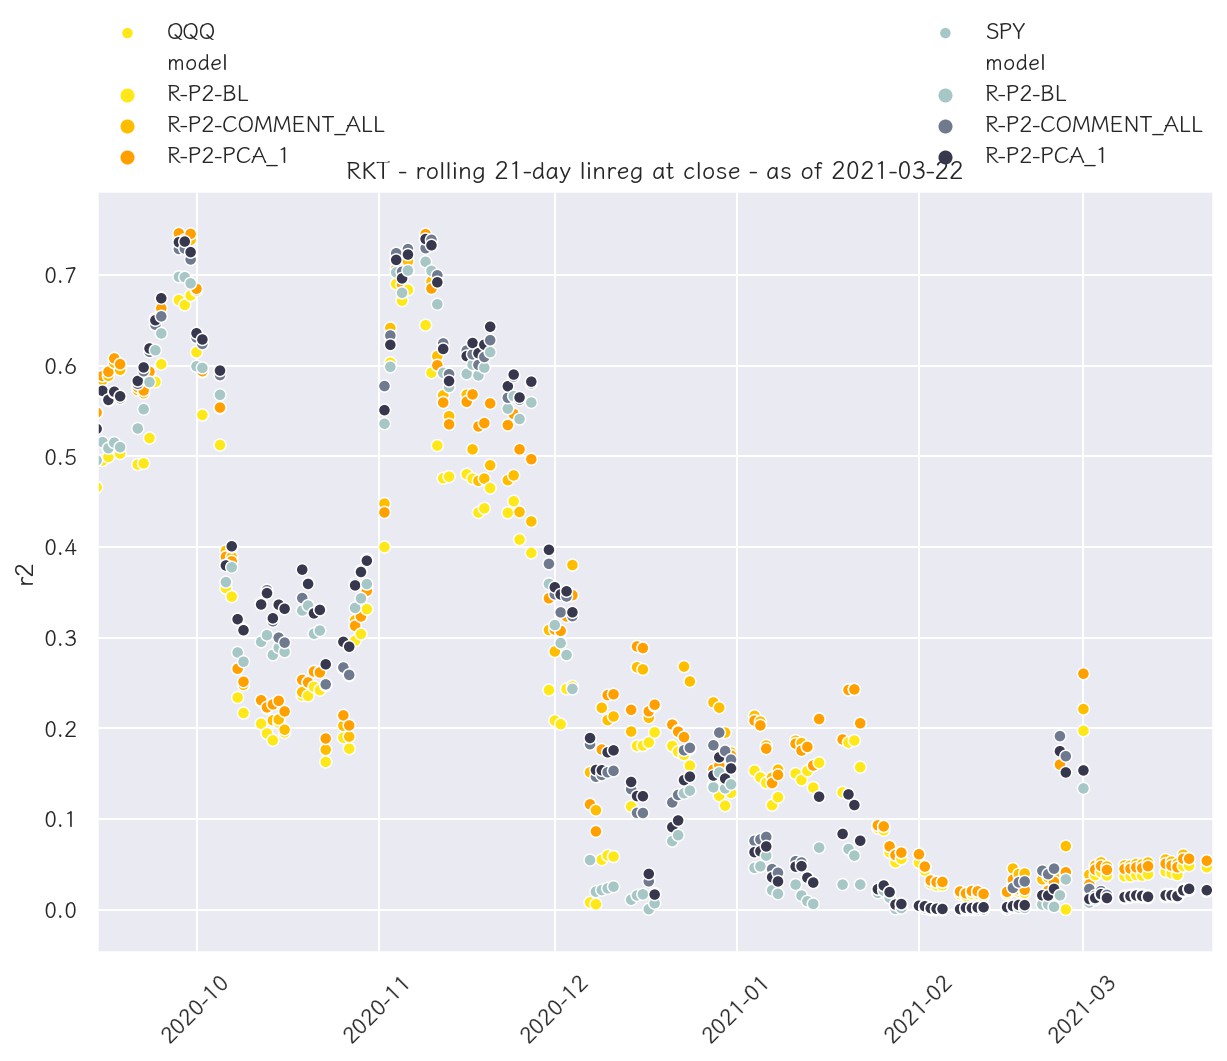 QQQ
model
R-P2-BL
R-P2-COMMENT_ALL
R-P2-PCA_1
SPY
model
R-P2-BL
R-P2-COMMENT_ALL
R-P2-PCA_1
RKT - rolling 21-day linreg at close - as of 2021-03-22
r2
0.7
0.6
0.5
0.4
0.3
0.2
0.1
0.0
2020-10
2020-11
2020-12
2021-01
2021-02
2021-03